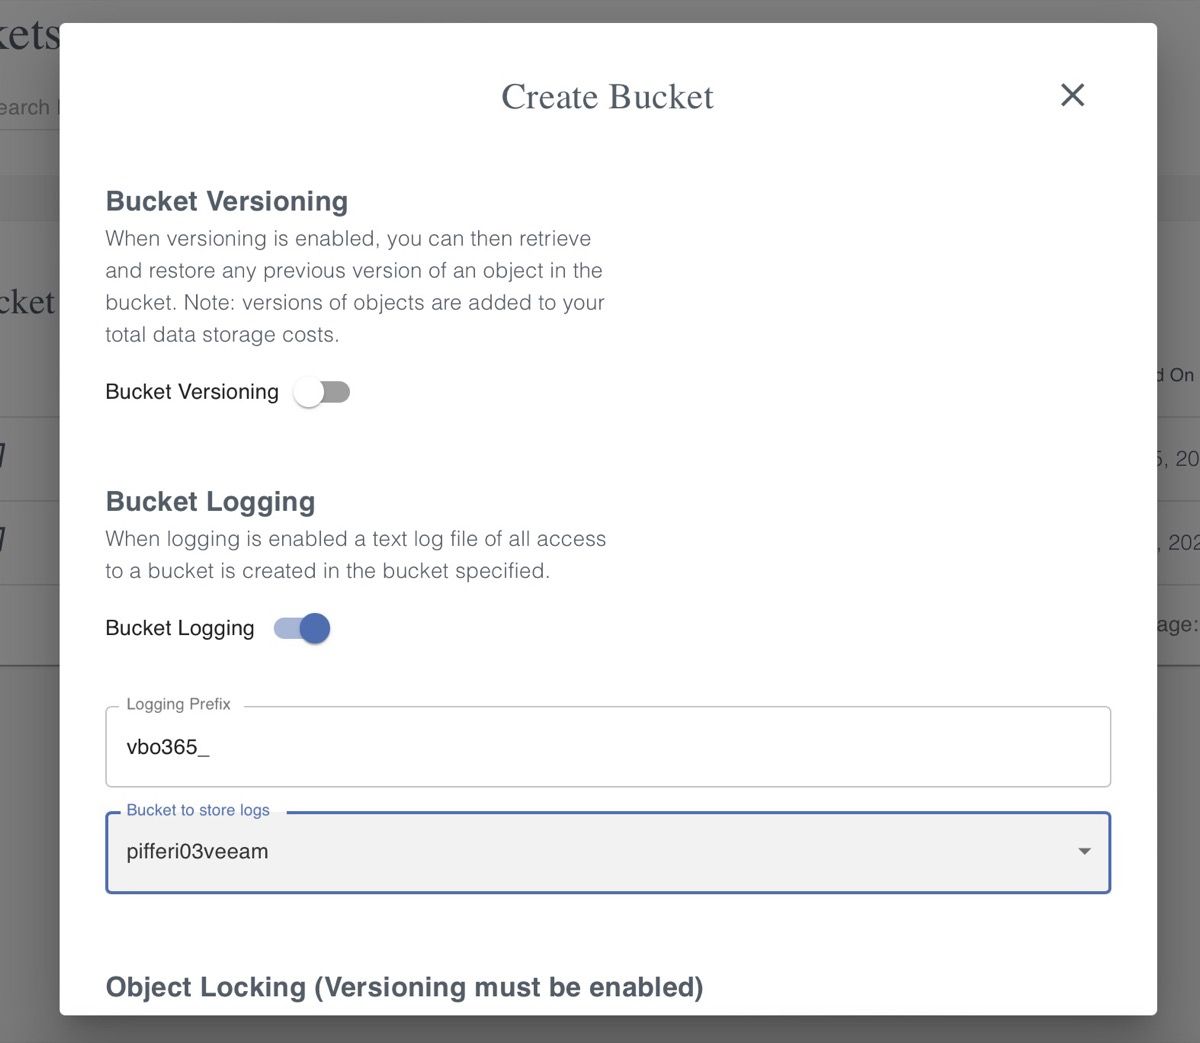 Create Bucket
Bucket Versioning
When versioning is enabled, you can then retrieve
and restore any previous version of an object in the
bucket. Note: versions of objects are added to your
total data storage costs.
Bucket Versioning
Bucket Logging
When logging is enabled a text log file of all access
to a bucket is created in the bucket specified.
Bucket Logging
Logging Prefix
vbo365_
Bucket to store logs
pifferi03veeam
Object Locking (Versioning must be enabled)
kets
earch
cket
d On
5, 20
, 202
age: